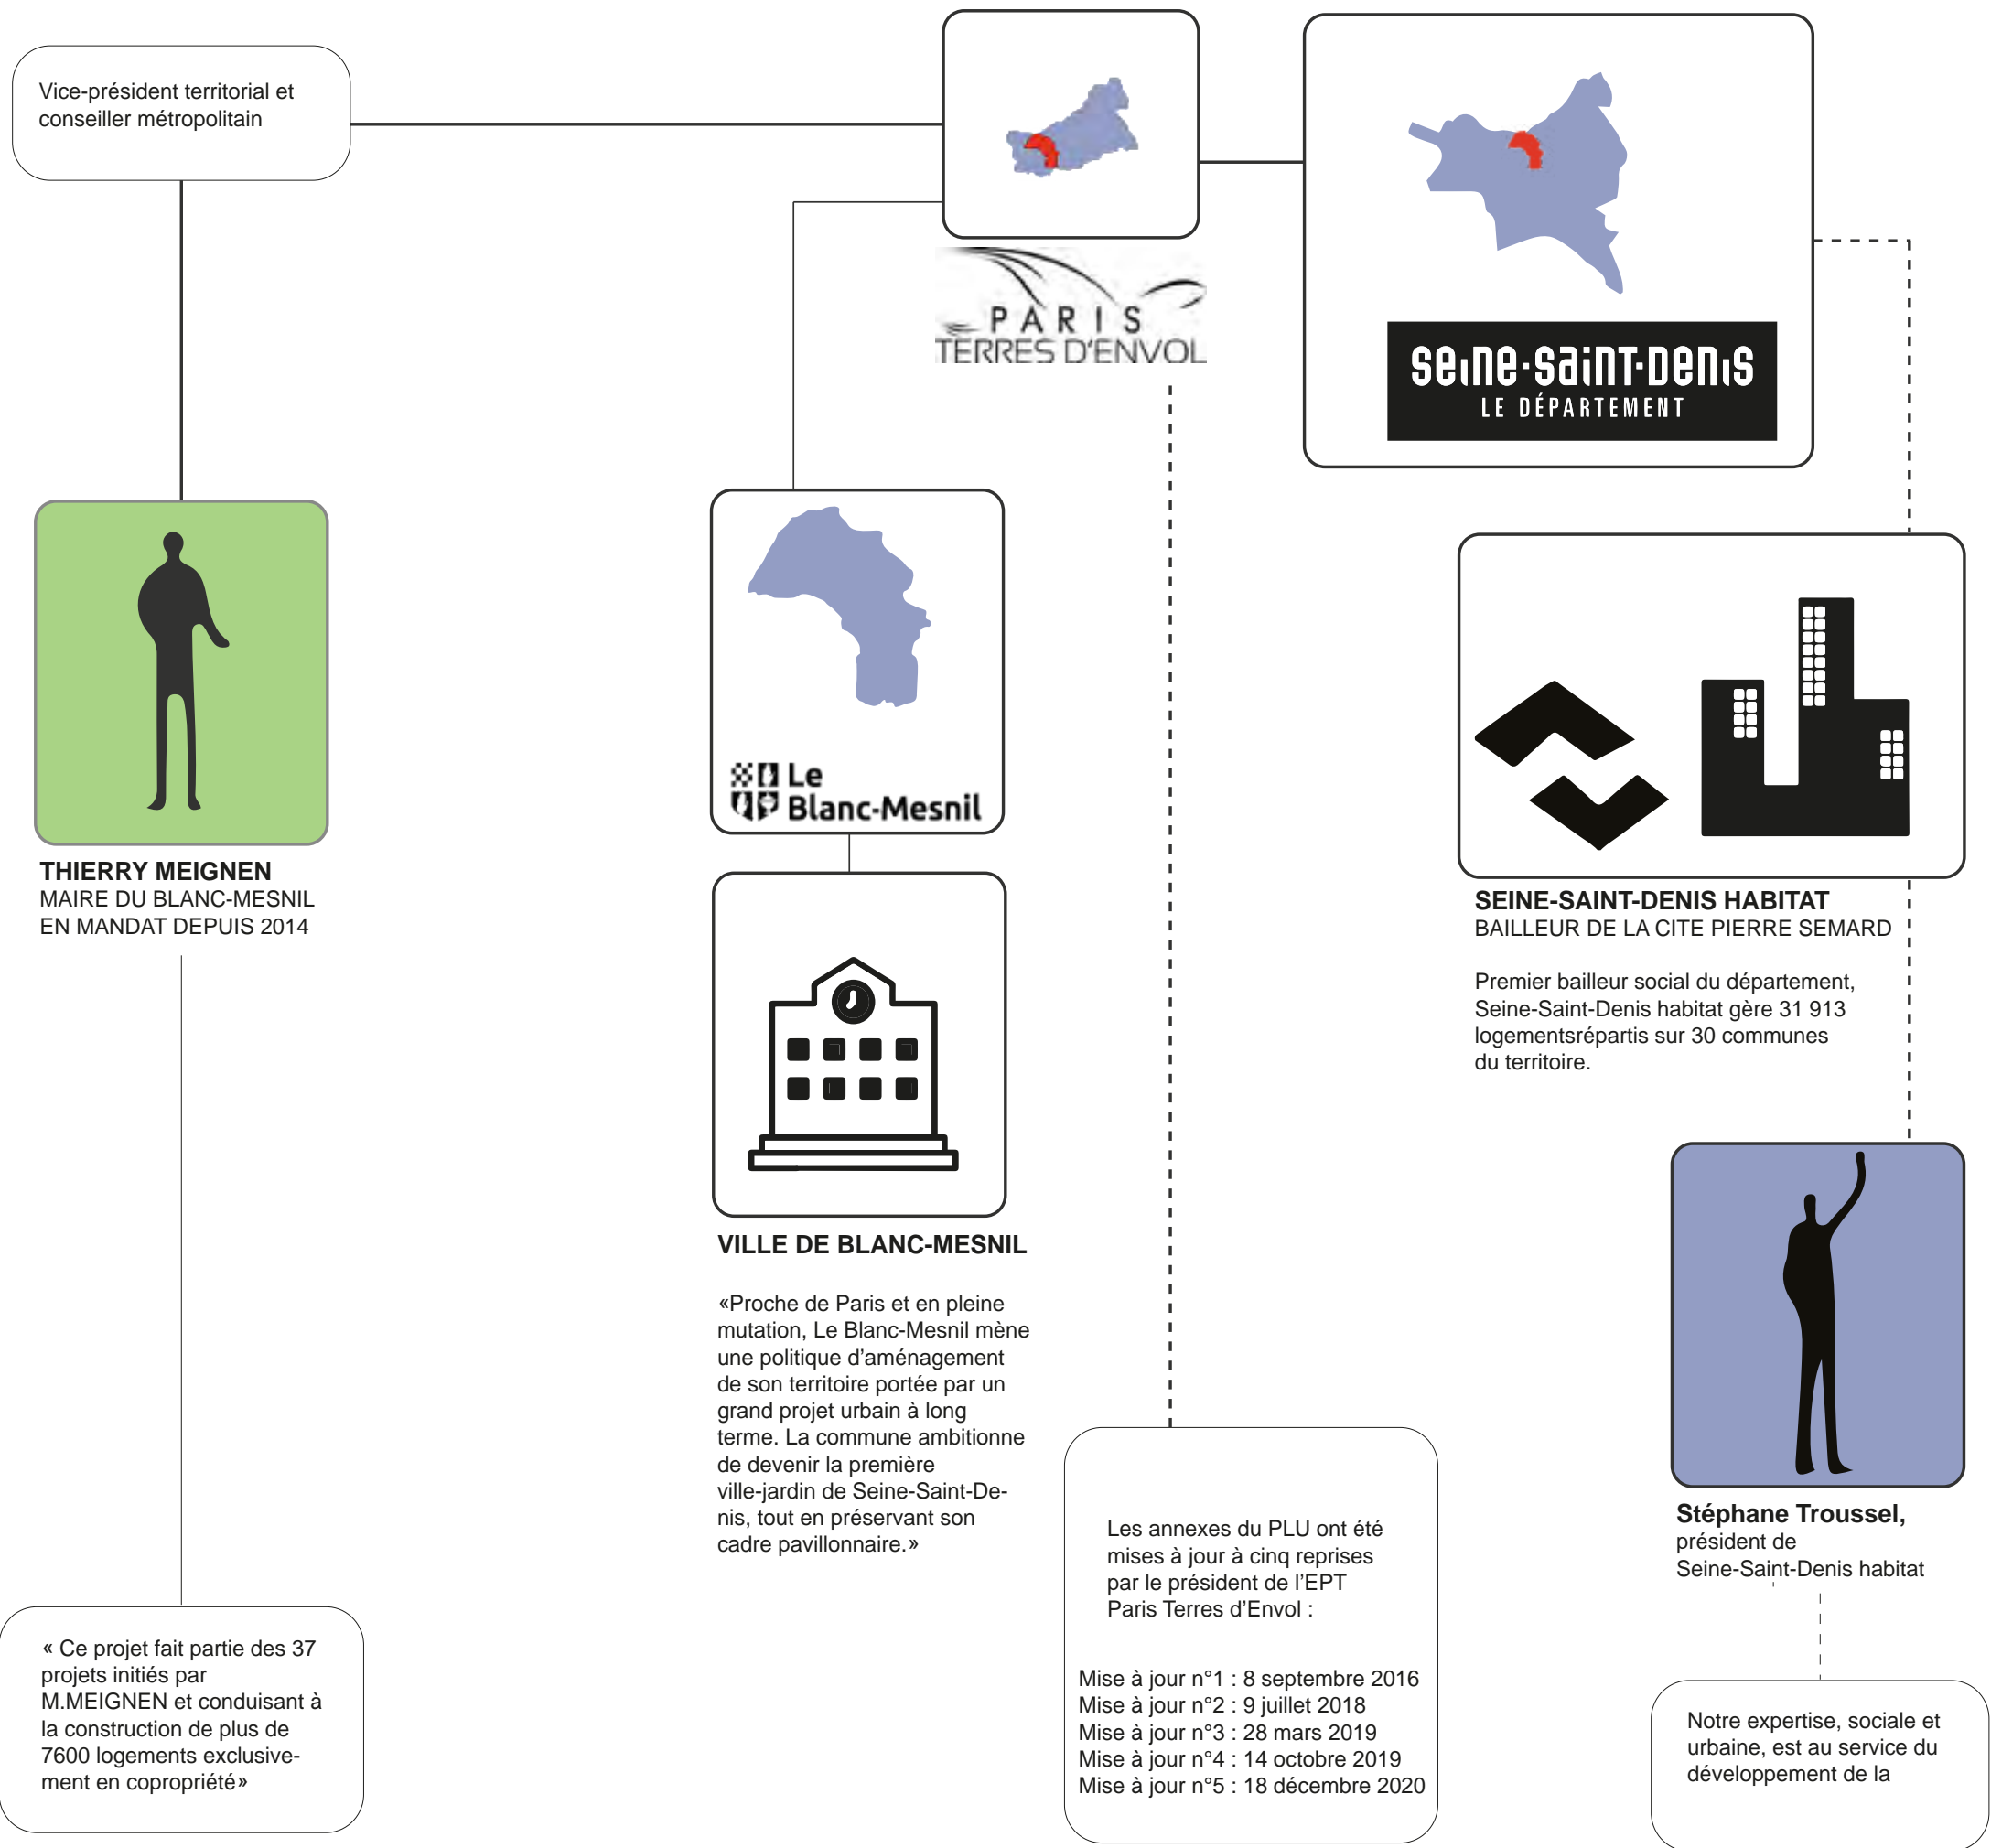 Vice-président territorial et
conseiller métropolitain
PARIS
TERRES D'ENVOL
seine-saint-denis
LE DÉPARTEMENT
THIERRY MEIGNEN
MAIRE DU BLANC-MESNIL
EN MANDAT DEPUIS 2014
Le
Blanc-Mesnil
SEINE-SAINT-DENIS HABITAT
BAILLEUR DE LA CITE PIERRE SEMARD
Premier bailleur social du département,
Seine-Saint-Denis habitat gère 31 913
logementsrépartis sur 30 communes
du territoire.
VILLE DE BLANC-MESNIL
«Proche de Paris et en pleine
mutation, Le Blanc-Mesnil mène
une politique d'aménagement
de son territoire portée par un
grand projet urbain à long
terme. La commune ambitionne
de devenir la première
ville-jardin de Seine-Saint-De-
nis, tout en préservant son
cadre pavillonnaire.»
Stéphane Troussel,
président de
Seine-Saint-Denis habitat
« Ce projet fait partie des 37
projets initiés par
M.MEIGNEN et conduisant à
la construction de plus de
7600 logements exclusive-
ment en copropriété»
Les annexes du PLU ont été
mises à jour à cinq reprises
par le président de l'EPT
Paris Terres d'Envol :
Mise à jour n°1 : 8 septembre 2016
Mise à jour n°2 : 9 juillet 2018
Mise à jour n°3 : 28 mars 2019
Mise à jour n°4 : 14 octobre 2019
Mise à jour n°5 : 18 décembre 2020
Notre expertise, sociale et
urbaine, est au service du
développement de la